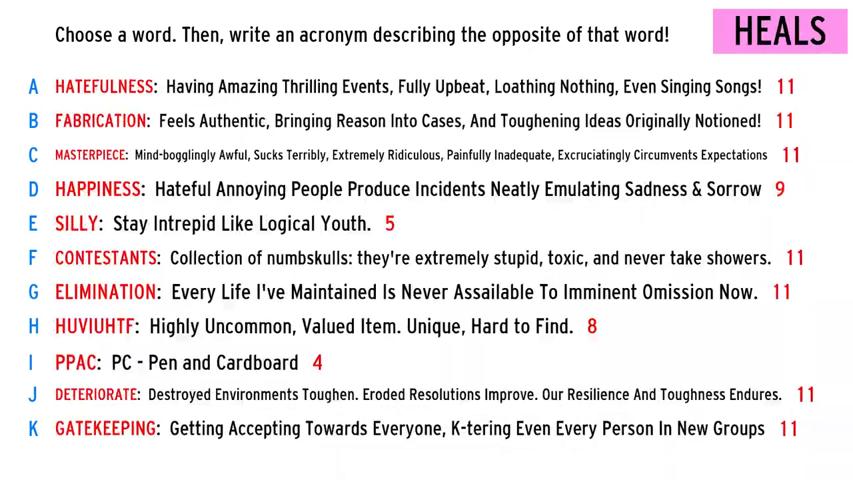 Choose a word. Then, write an acronym describing the opposite of that word!
HEALS
A HATEFULNESS: Having Amazing Thrilling Events, Fully Upbeat, Loathing Nothing, Even Singing Songs! 11
B FABRICATION: Feels Authentic, Bringing Reason Into Cases, And Toughening Ideas Originally Notioned! 11
C MASTERPIECE: Mind-bogglingly Awful, Sucks Terribly, Extremely Ridiculous, Painfully Inadequate, Excruciatingly Circumvents Expectations 11
D HAPPINESS: Hateful Annoying People Produce Incidents Neatly Emulating Sadness & Sorrow 9
E SILLY: Stay Intrepid Like Logical Youth. 5
F CONTESTANTS: Collection of numbskulls: they're extremely stupid, toxic, and never take showers. 11
G ELIMINATION: Every Life I've Maintained Is Never Assailable To Imminent Omission Now. 11
H HUVIUHTF: Highly Uncommon, Valued Item. Unique, Hard to Find. 8
I PPAC: PC - Pen and Cardboard 4
J DETERIORATE: Destroyed Environments Toughen. Eroded Resolutions Improve. Our Resilience And Toughness Endures. 11
K GATEKEEPING: Getting Accepting Towards Everyone, K-tering Even Every Person In New Groups 11